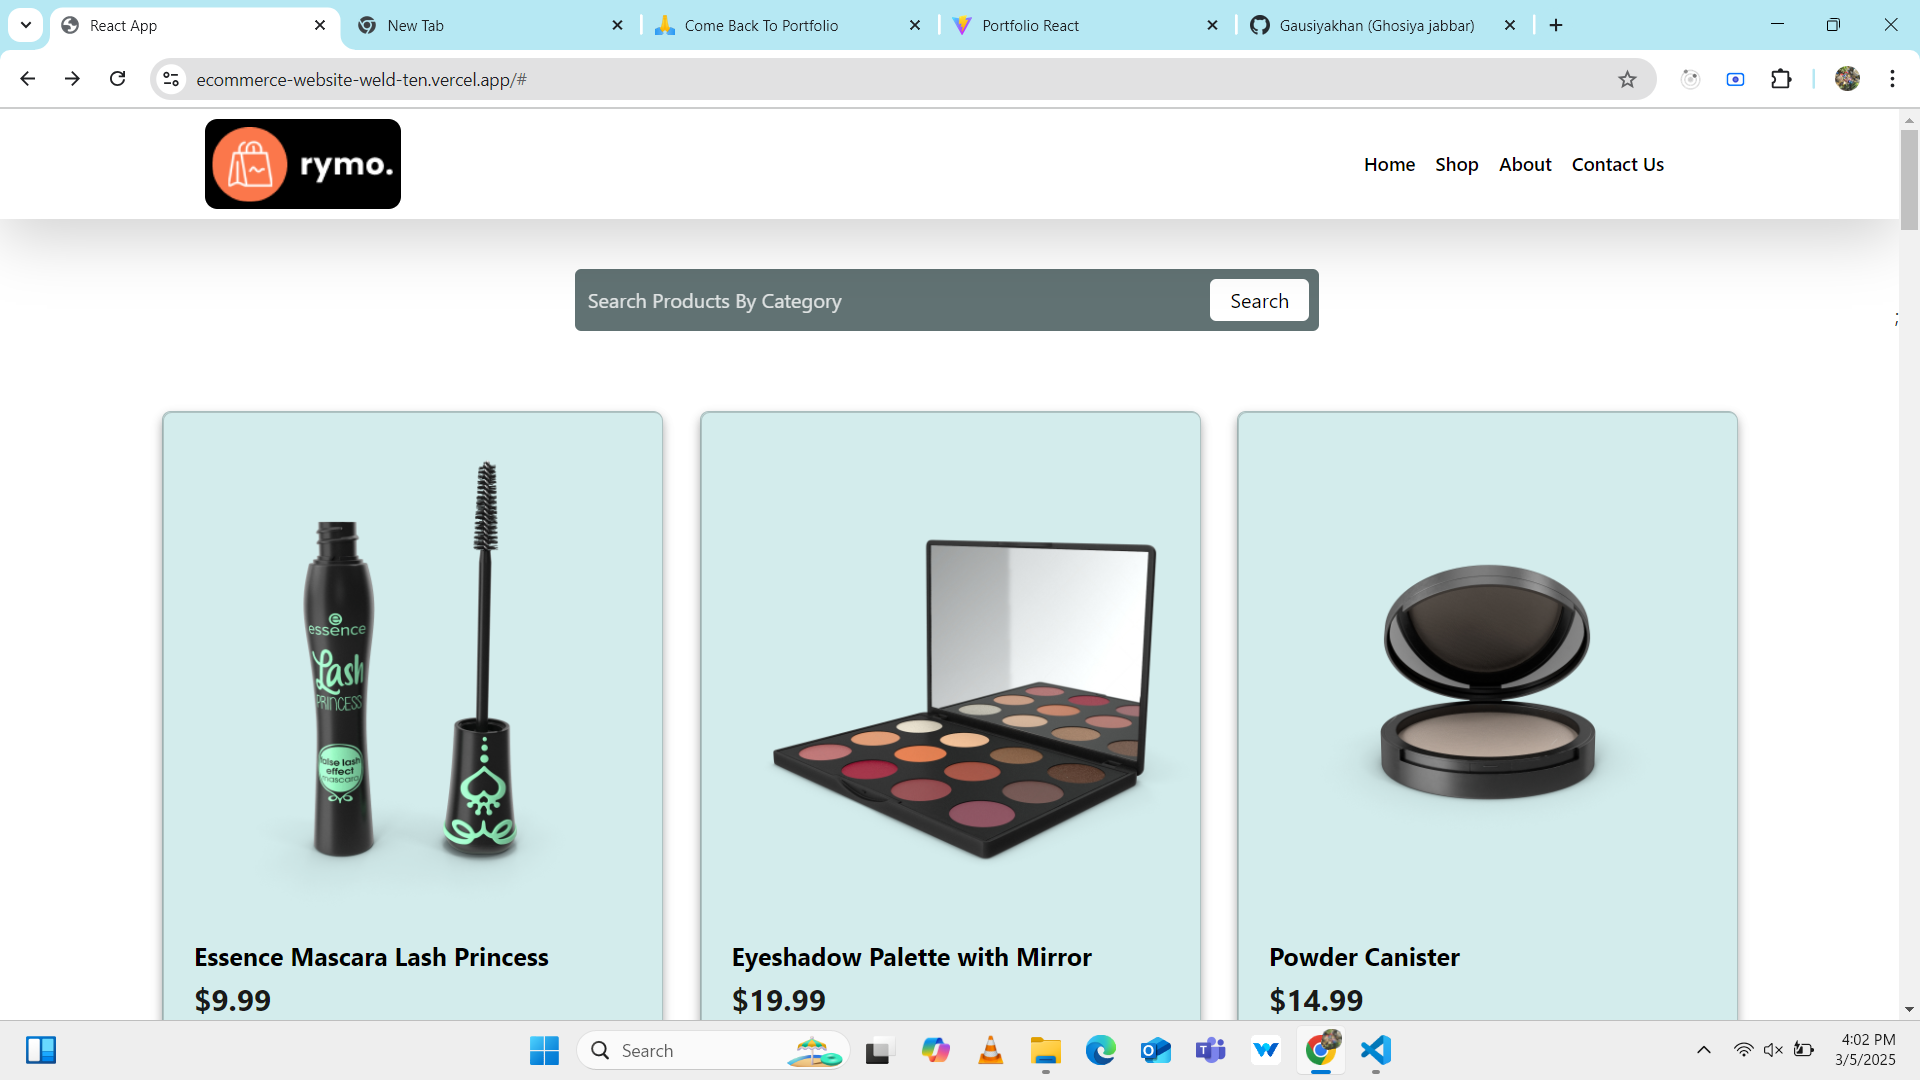 React App
New Tab
Come Back To Portfolio
Portfolio React
Gausiyakhan (Ghosiya jabbar)
ecommerce-website-weld-ten.vercel.app/#
rymo.
Home
Shop
About
Contact Us
Search Products By Category
Search
;
essence
Lash
PRINCESS
false lash
effect
mascara
Essence Mascara Lash Princess
$9.99
Eyeshadow Palette with Mirror
$19.99
Powder Canister
$14.99
Search
4:02 PM
3/5/2025